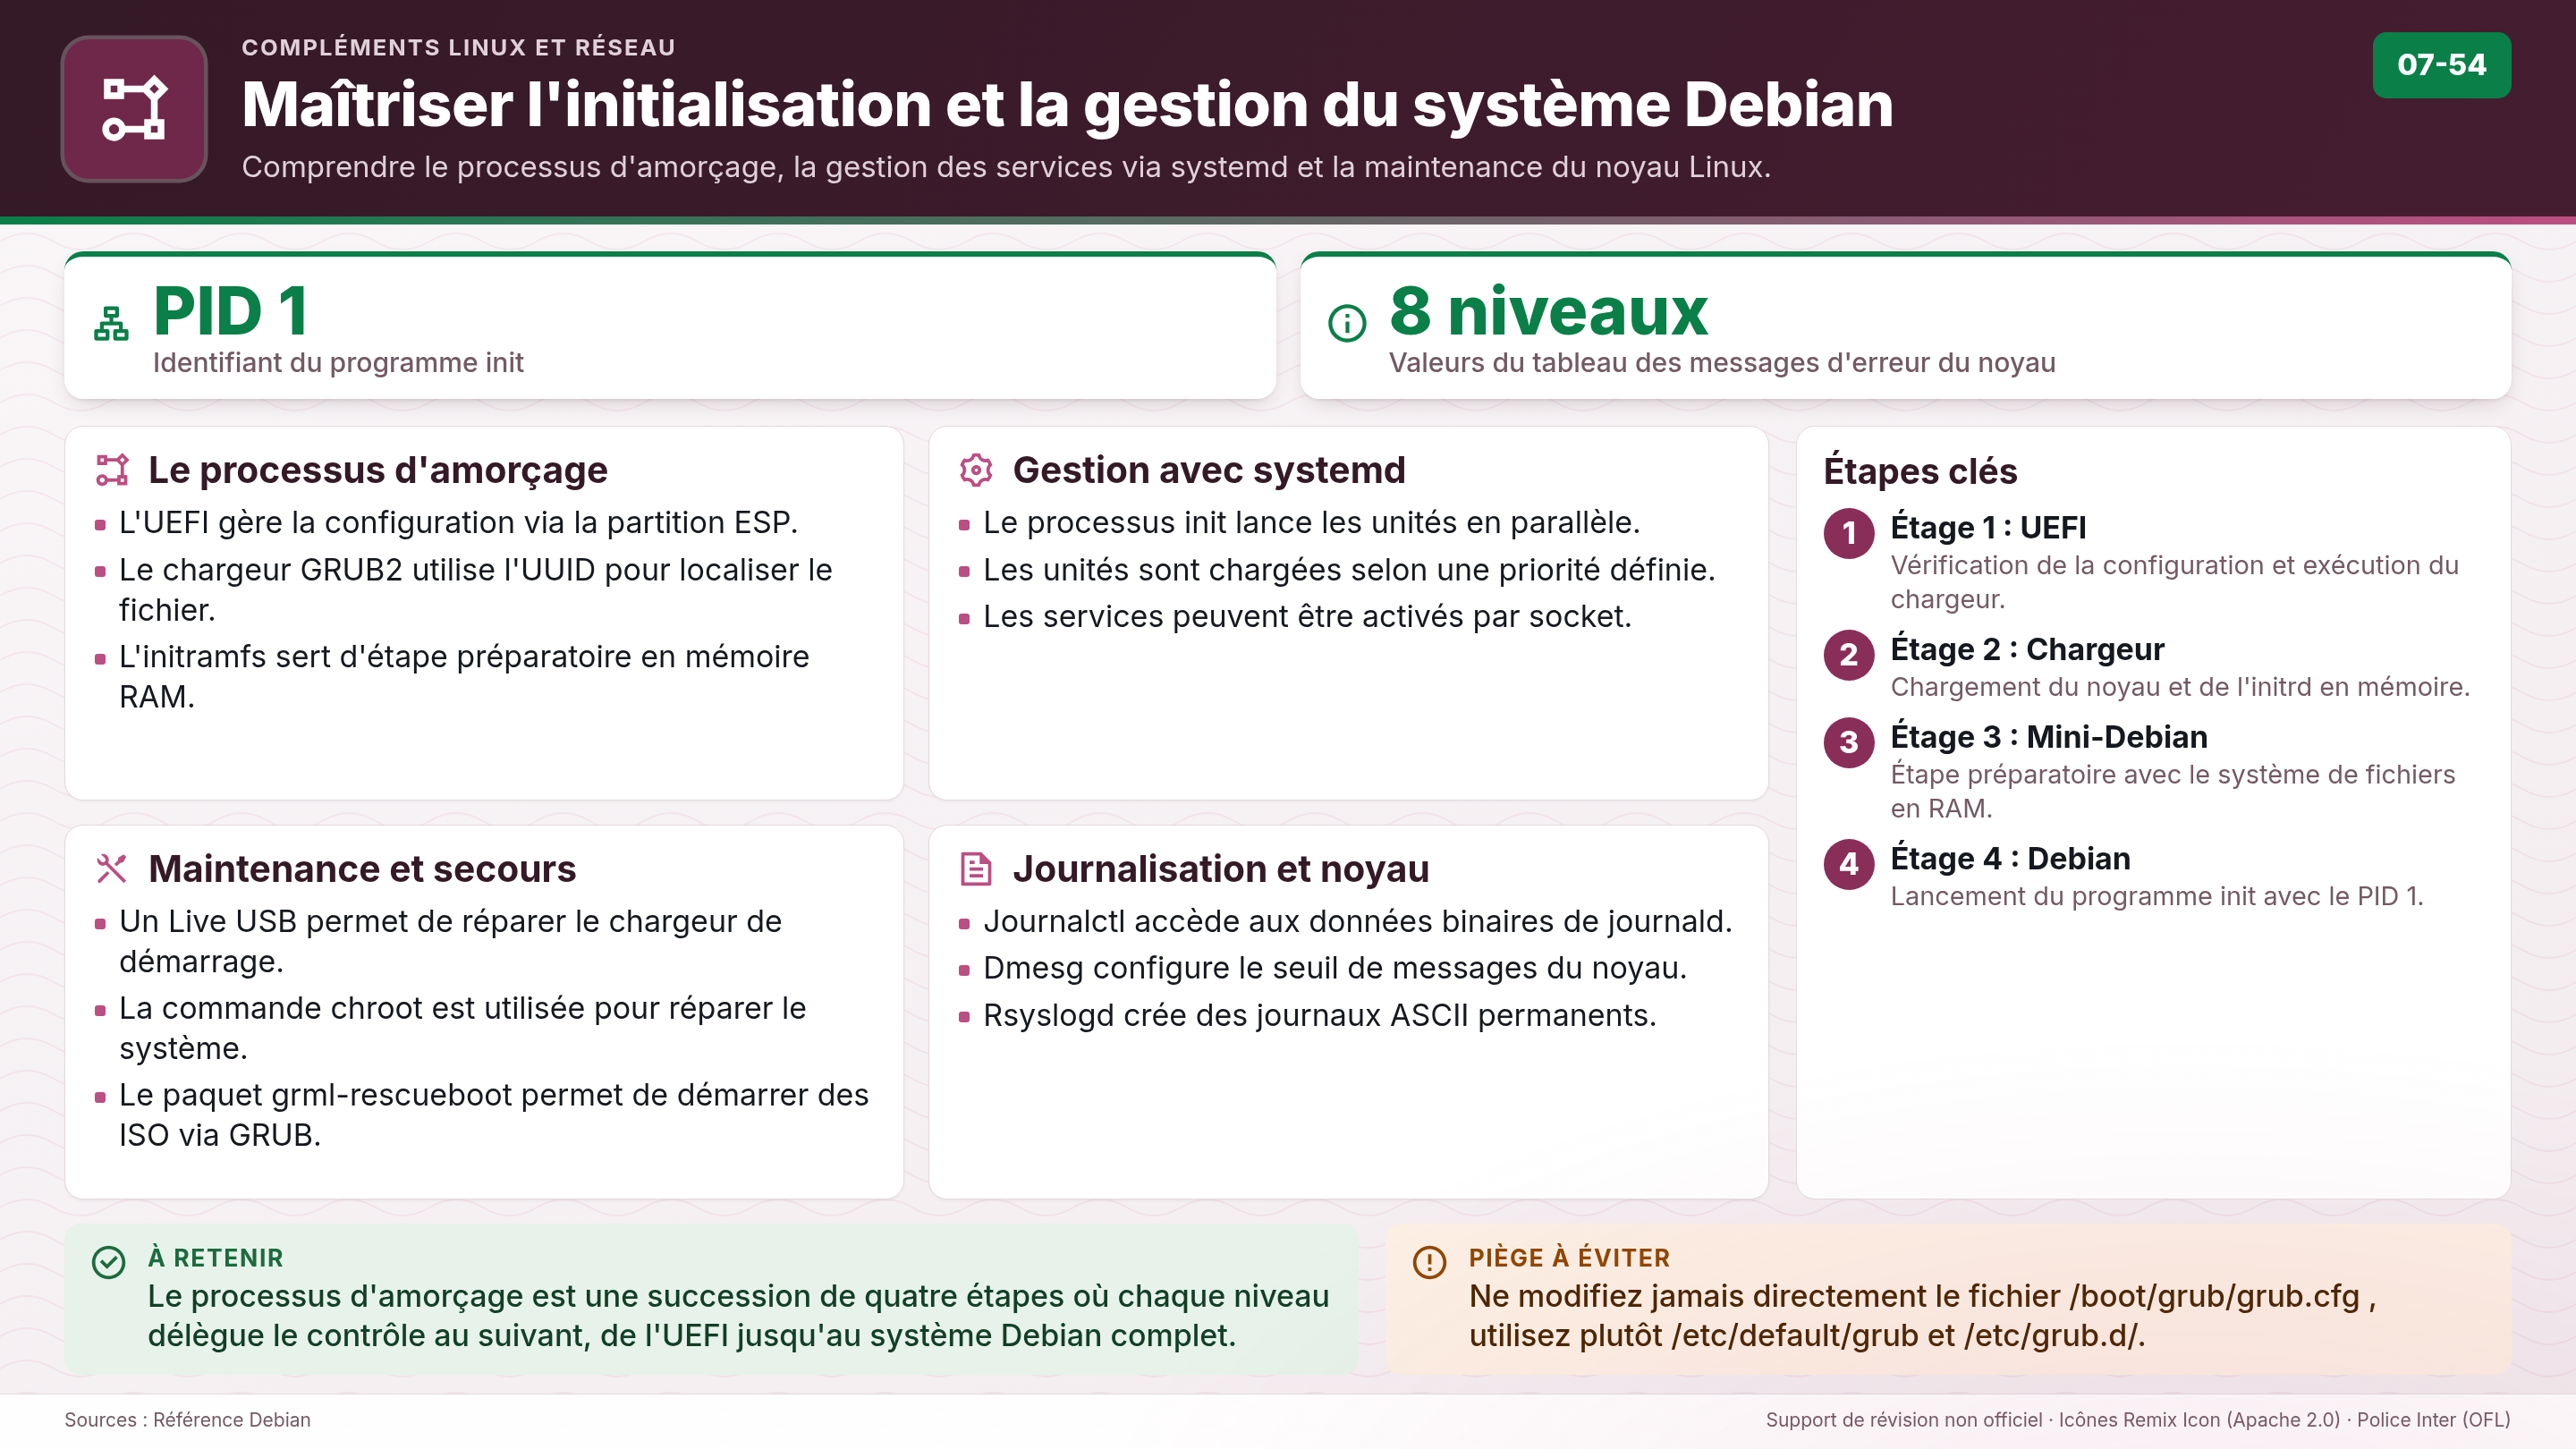 COMPLÉMENTS LINUX ET RÉSEAU
Maîtriser l'initialisation et la gestion du système Debian
Comprendre le processus d'amorçage, la gestion des services via systemd et la maintenance du noyau Linux.
07-54
PID 1
Identifiant du programme init
8 niveaux
Valeurs du tableau des messages d'erreur du noyau
Le processus d'amorçage
L'UEFI gère la configuration via la partition ESP.
Le chargeur GRUB2 utilise l'UUID pour localiser le
fichier.
L'initramfs sert d'étape préparatoire en mémoire
RAM.
Gestion avec systemd
Le processus init lance les unités en parallèle.
Les unités sont chargées selon une priorité définie.
Les services peuvent être activés par socket.
Maintenance et secours
Un Live USB permet de réparer le chargeur de
démarrage.
La commande chroot est utilisée pour réparer le
système.
Le paquet grml-rescueboot permet de démarrer des
ISO via GRUB.
Journalisation et noyau
Journalctl accède aux données binaires de journald.
Dmesg configure le seuil de messages du noyau.
Rsyslogd crée des journaux ASCII permanents.
Étapes clés
1
Étage 1 : UEFI
Vérification de la configuration et exécution du
chargeur.
2
Étage 2 : Chargeur
Chargement du noyau et de l'initrd en mémoire.
3
Étage 3 : Mini-Debian
Étape préparatoire avec le système de fichiers
en RAM.
4
Étage 4 : Debian
Lancement du programme init avec le PID 1.
À RETENIR
Le processus d'amorçage est une succession de quatre étapes où chaque niveau
délègue le contrôle au suivant, de l'UEFI jusqu'au système Debian complet.
PIÈGE À ÉVITER
Ne modifiez jamais directement le fichier /boot/grub/grub.cfg ,
utilisez plutôt /etc/default/grub et /etc/grub.d/.
Sources : Référence Debian
Support de révision non officiel · Icônes Remix Icon (Apache 2.0) · Police Inter (OFL)